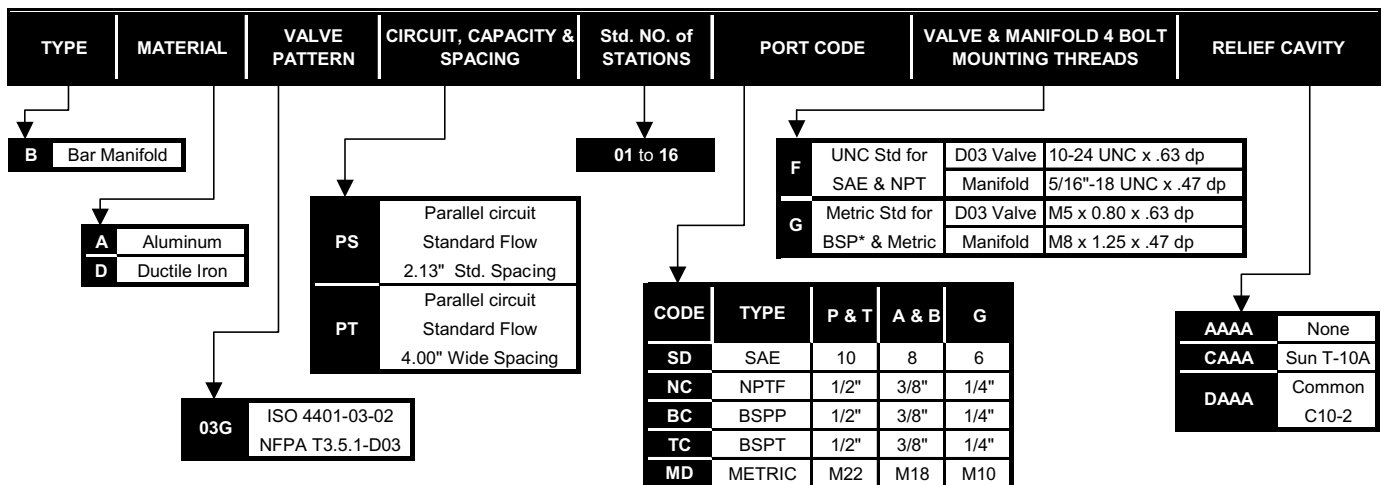 TYPE
MATERIAL
VALVE
PATTERN
CIRCUIT, CAPACITY &
SPACING
Std. NO. of
STATIONS
PORT CODE
VALVE & MANIFOLD 4 BOLT
MOUNTING THREADS
RELIEF CAVITY
B Bar Manifold
A Aluminum
D Ductile Iron
03G
ISO 4401-03-02
NFPA T3.5.1-D03
PS
Parallel circuit
Standard Flow
2.13" Std. Spacing
PT
Parallel circuit
Standard Flow
4.00" Wide Spacing
01 to 16
CODE TYPE P & T A & B G
SD SAE 10 8 6
NC NPTF 1/2" 3/8" 1/4"
BC BSPP 1/2" 3/8" 1/4"
TC BSPT 1/2" 3/8" 1/4"
MD METRIC M22 M18 M10
F
UNC Std for D03 Valve 10-24 UNC x .63 dp
SAE & NPT Manifold 5/16"-18 UNC x .47 dp
G
Metric Std for D03 Valve M5 x 0.80 x .63 dp
BSP* & Metric Manifold M8 x 1.25 x .47 dp
AAAA None
CAAA Sun T-10A
DAAA
Common
C10-2